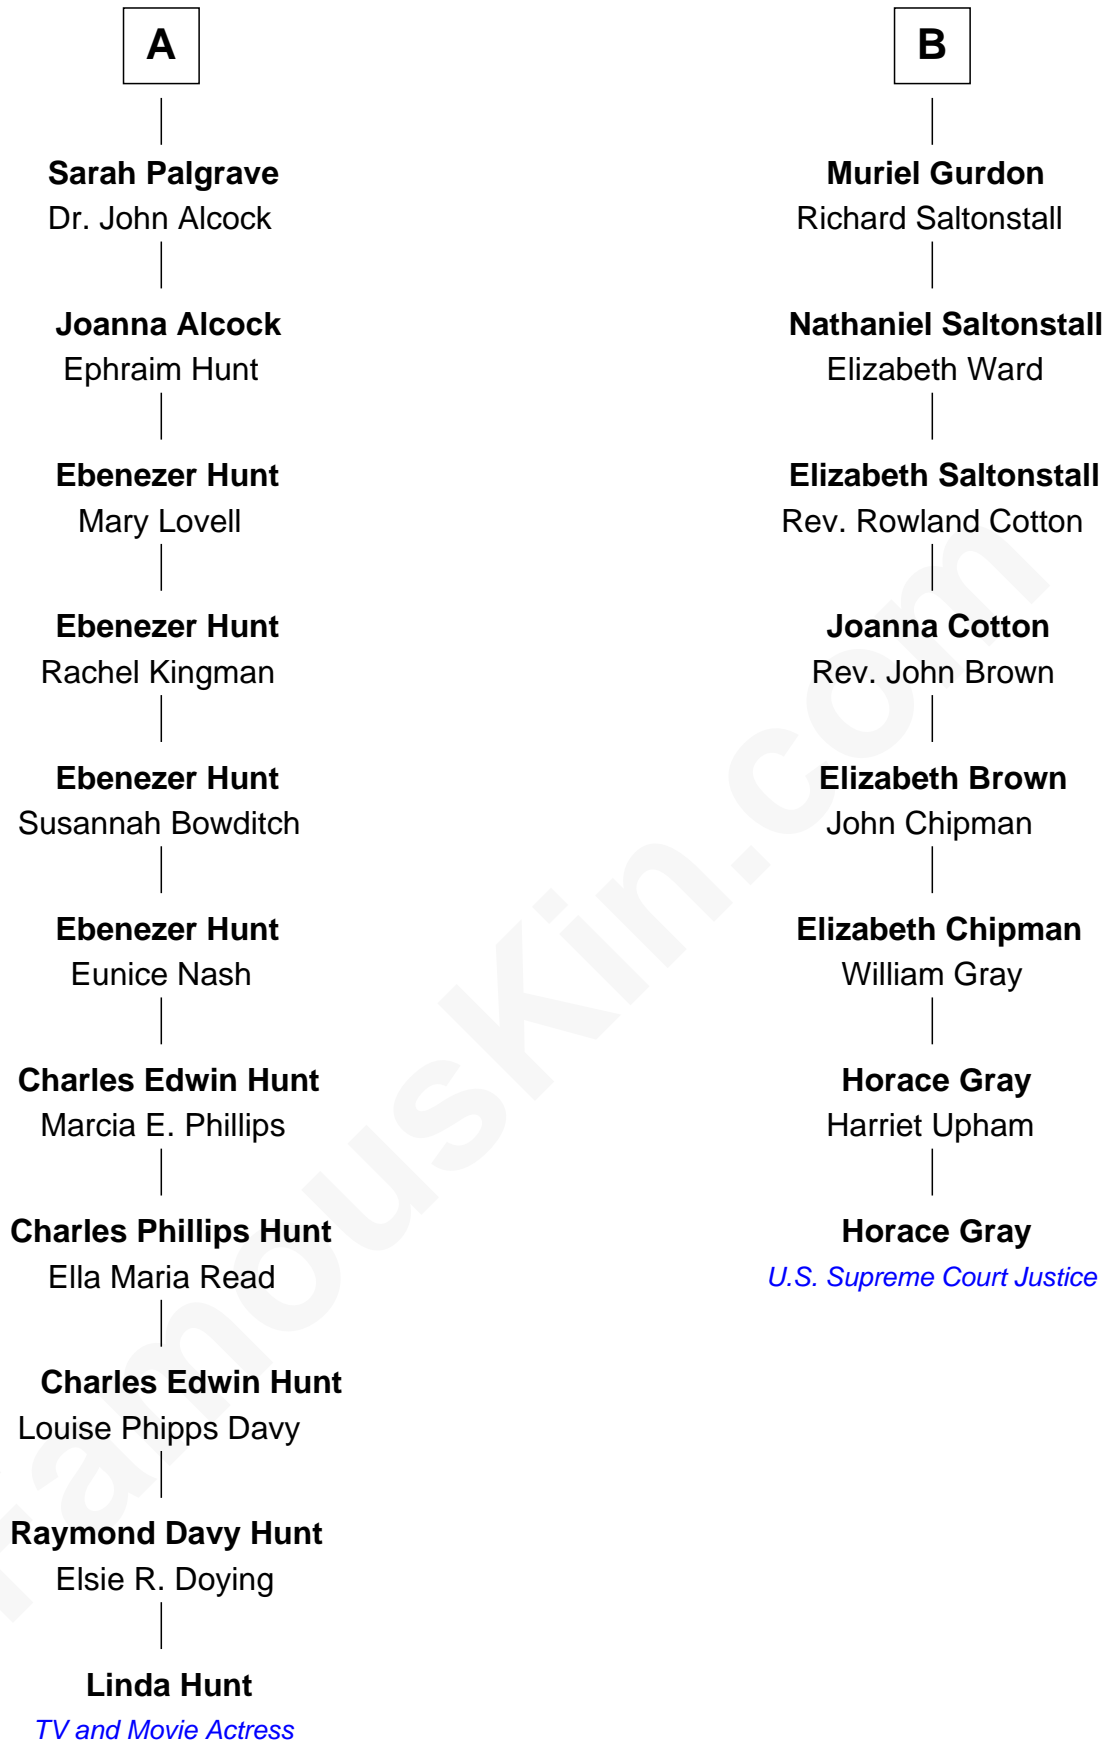 A
Sarah Palgrave
Dr. John Alcock
Joanna Alcock
Ephraim Hunt
Ebenezer Hunt
Mary Lovell
Ebenezer Hunt
Rachel Kingman
Ebenezer Hunt
Susannah Bowditch
Ebenezer Hunt
Eunice Nash
Charles Edwin Hunt
Marcia E. Phillips
Charles Phillips Hunt
Ella Maria Read
Charles Edwin Hunt
Louise Phipps Davy
Raymond Davy Hunt
Elsie R. Doying
Linda Hunt
TV and Movie Actress
B
Muriel Gurdon
Richard Saltonstall
Nathaniel Saltonstall
Elizabeth Ward
Elizabeth Saltonstall
Rev. Rowland Cotton
Joanna Cotton
Rev. John Brown
Elizabeth Brown
John Chipman
Elizabeth Chipman
William Gray
Horace Gray
Harriet Upham
Horace Gray
U.S. Supreme Court Justice
FamousKin.com